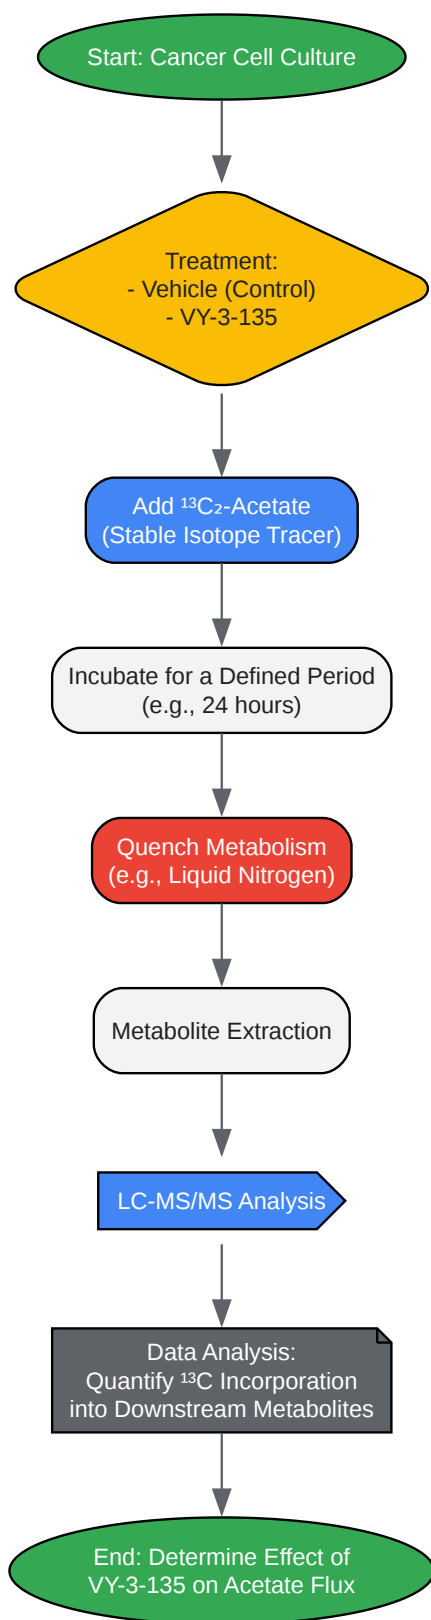 Start: Cancer Cell Culture
Treatment:
- Vehicle (Control)
- VY-3-135
Add ¹³C₂-Acetate
(Stable Isotope Tracer)
Incubate for a Defined Period
(e.g., 24 hours)
Quench Metabolism
(e.g., Liquid Nitrogen)
Metabolite Extraction
LC-MS/MS Analysis
Data Analysis:
Quantify ¹³C Incorporation
into Downstream Metabolites
End: Determine Effect of
VY-3-135 on Acetate Flux